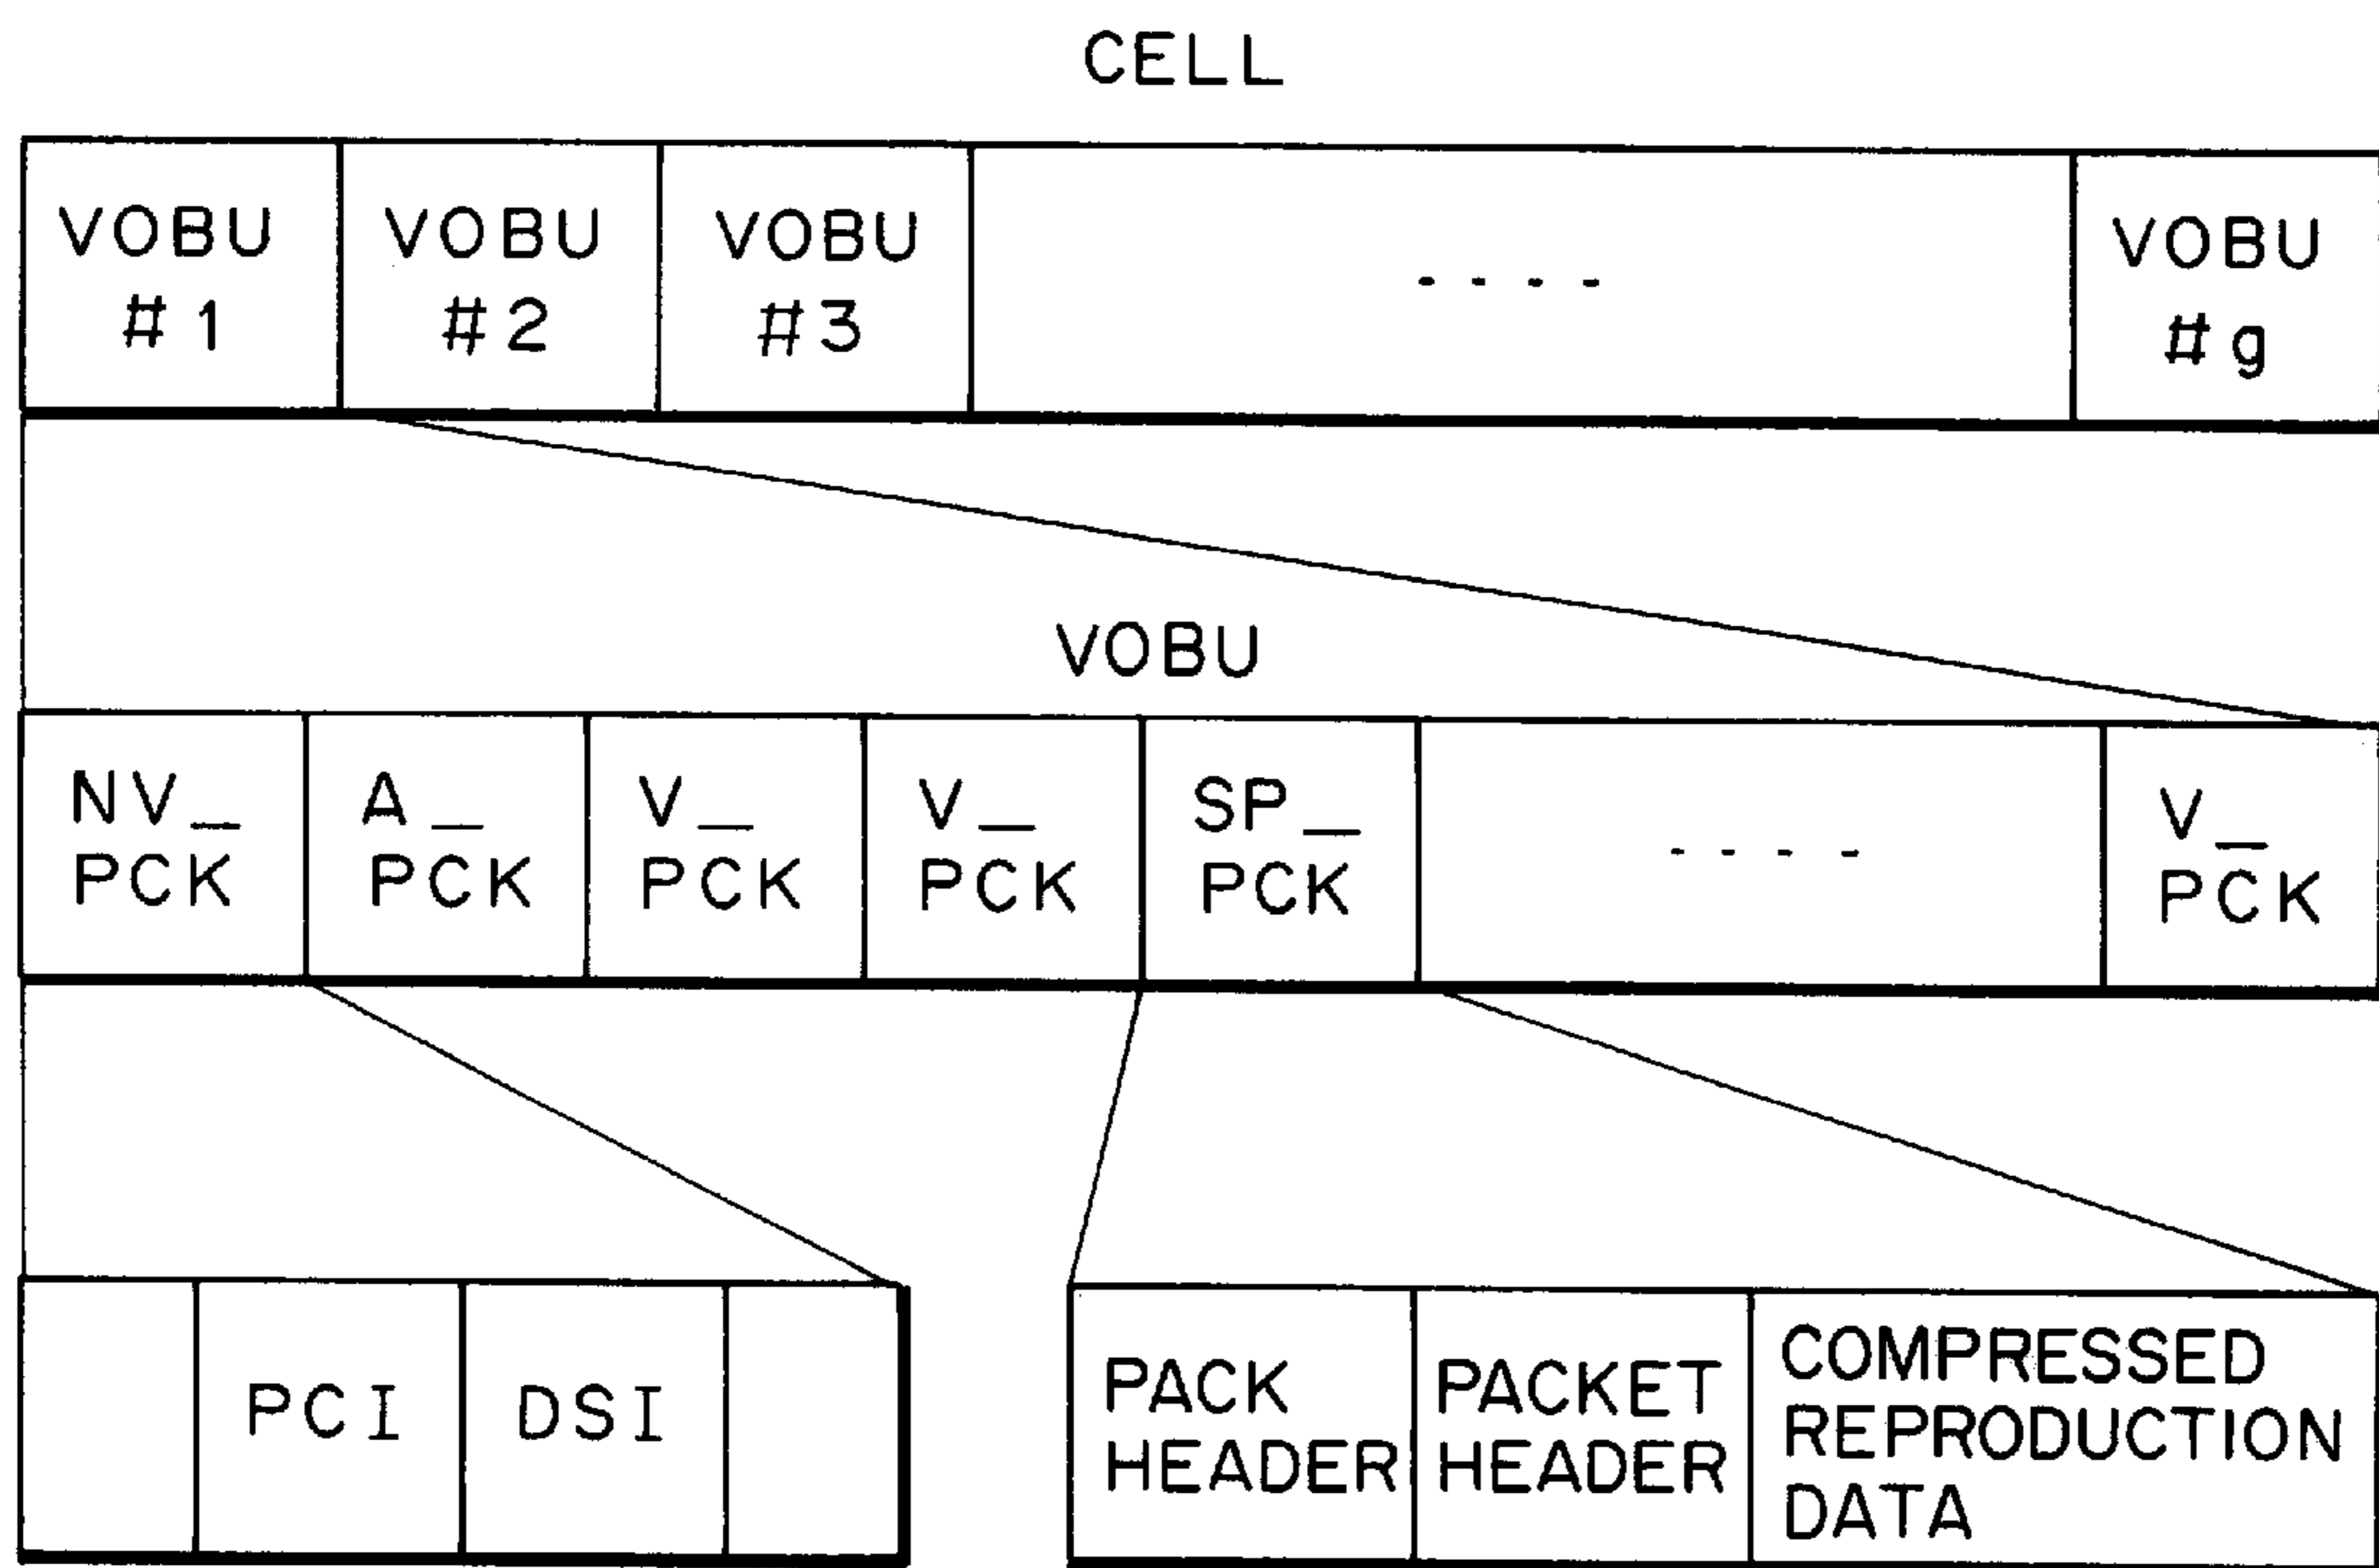 CELL
VOBU #1 VOBU #2 VOBU #3 - - - - VOBU #g
VOBU
NV_ PCK A_ PCK V_ PCK V_ PCK SP_ PCK - - - - V_ PCK
PCI DSI
PACK HEADER PACKET HEADER COMPRESSED REPRODUCTION DATA